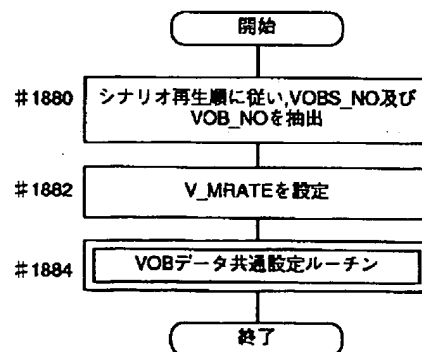 開始
#1880
シナリオ再生順に従い,VOBS_NO及び
VOB_NOを抽出
#1882
V_MRATEを設定
#1884
VOBデータ共通設定ルーチン
終了